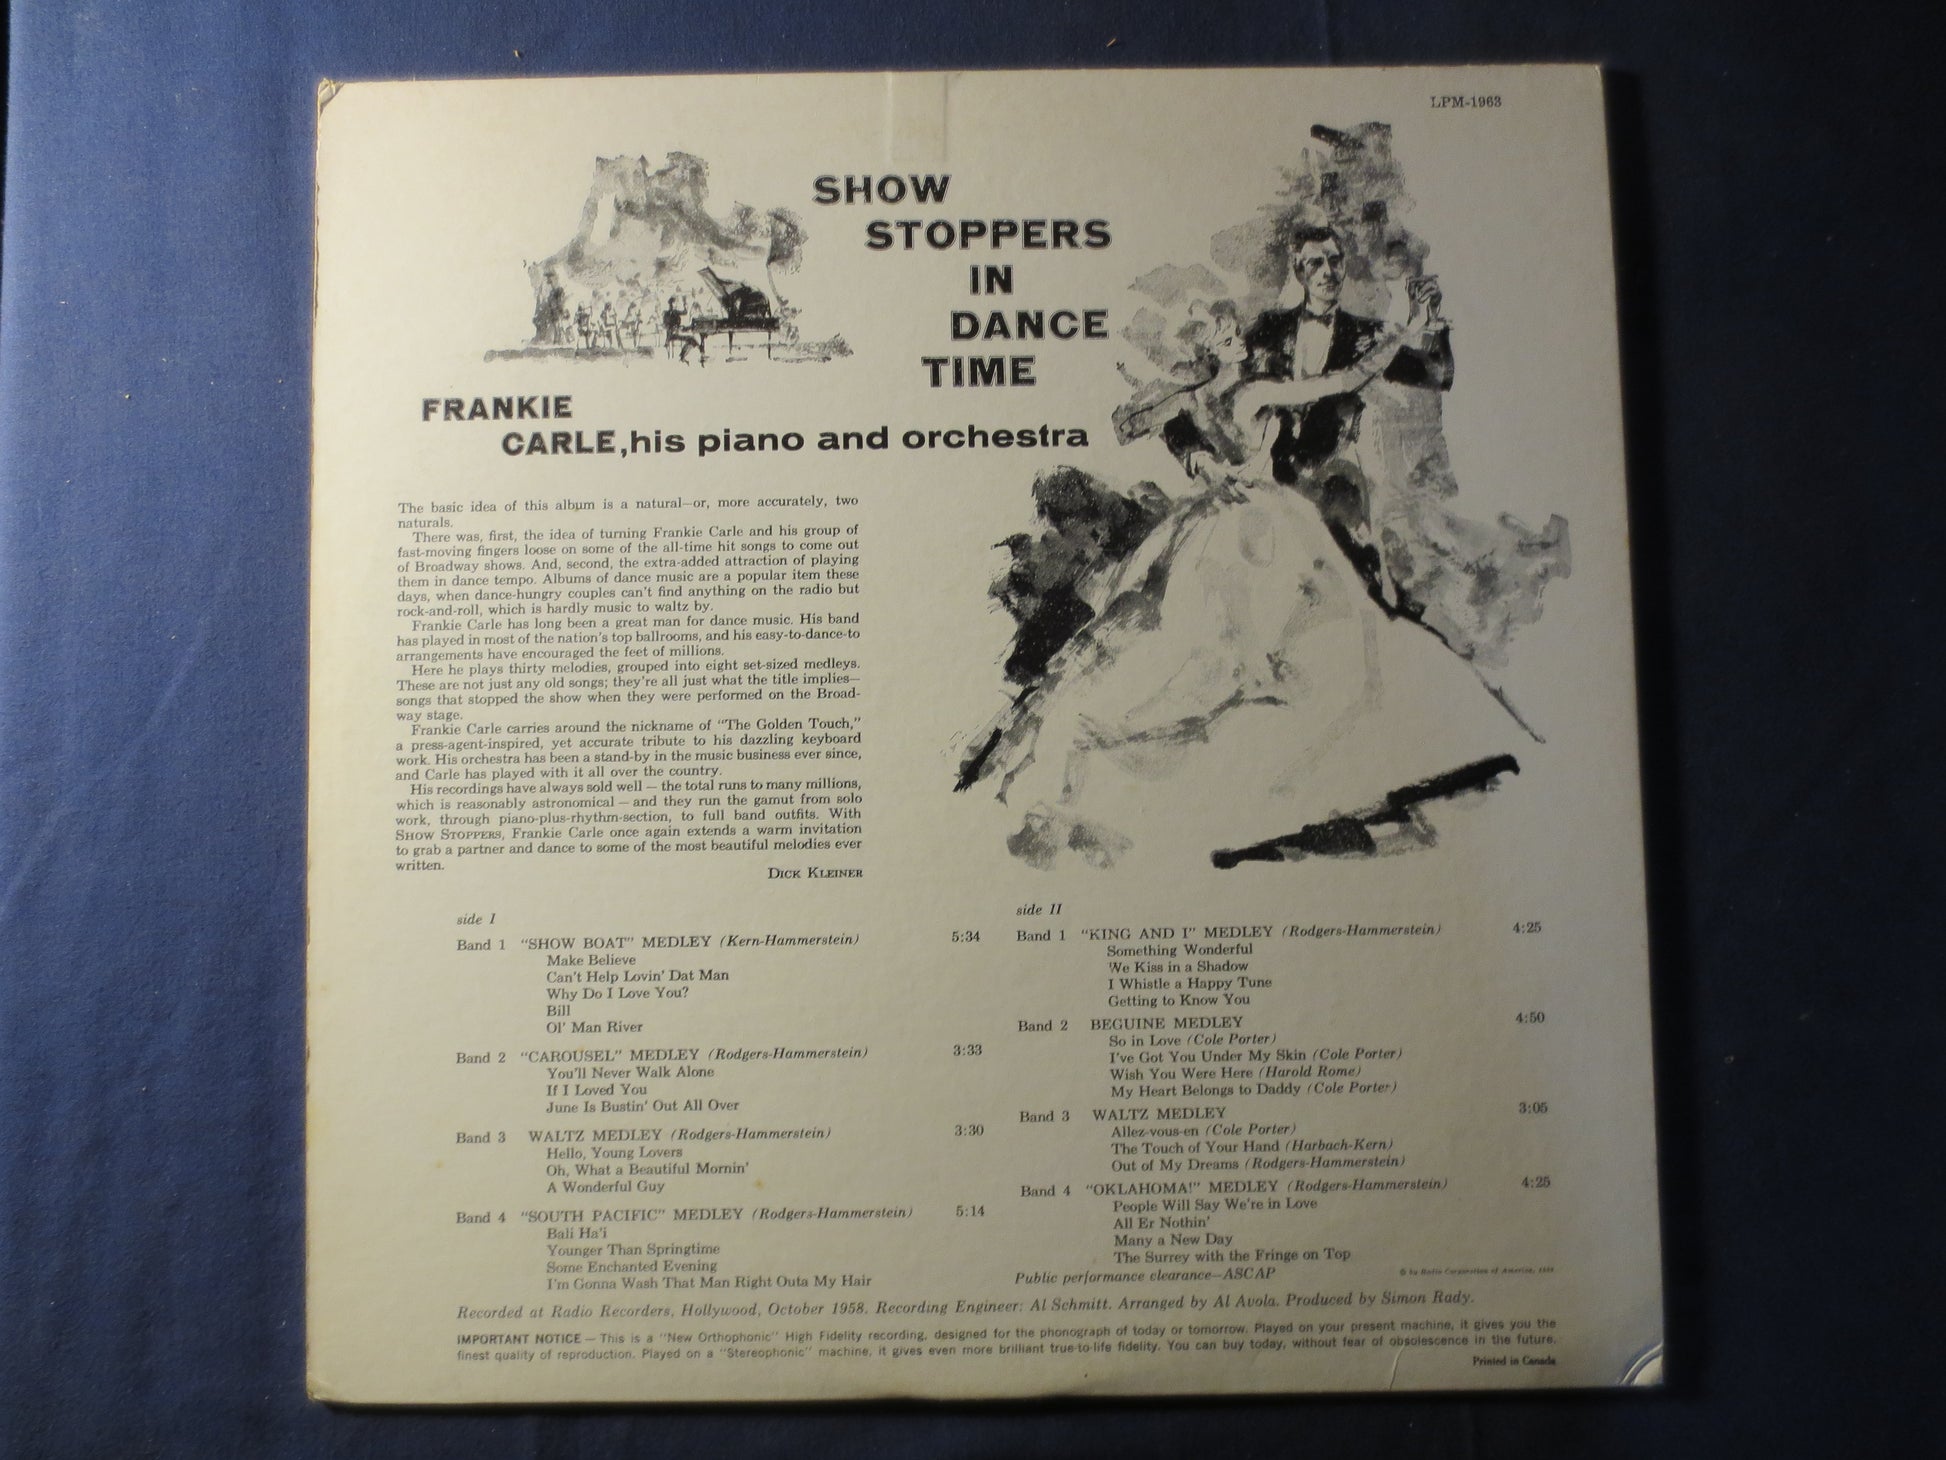 LPM-1963
SHOW
STOPPERS
IN
DANCE
TIME
FRANKIE
CARLE, his piano and orchestra
The basic idea of this album is a natural—or, more accurately, two
naturals.
There was, first, the idea of turning Frankie Carle and his group of
fast-moving fingers loose on some of the all-time hit songs to come out
of Broadway shows. And, second, the extra-added attraction of playing
them in dance tempo. Albums of dance music are a popular item these
days, when dance-hungry couples can't find anything on the radio but
rock-and-roll, which is hardly music to waltz by.
Frankie Carle has long been a great man for dance music. His band
has played in most of the nation's top ballrooms, and his easy-to-dance-to
arrangements have encouraged the feet of millions.
Here he plays thirty melodies, grouped into eight set-sized medleys.
These are not just any old songs; they're all just what the title implies—
songs that stopped the show when they were performed on the Broad-
way stage.
Frankie Carle carries around the nickname of "The Golden Touch,"
a press-agent-inspired, yet accurate tribute to his dazzling keyboard
work. His orchestra has been a stand-by in the music business ever since,
and Carle has played with it all over the country.
His recordings have always sold well — the total runs to many millions,
which is reasonably astronomical — and they run the gamut from solo
work, through piano-plus-rhythm-section, to full band outfits. With
SHOW STOPPERS, Frankie Carle once again extends a warm invitation
to grab a partner and dance to some of the most beautiful melodies ever
written.
DICK KLEINER
side I
Band 1 "SHOW BOAT" MEDLEY (Kern-Hammerstein) 5:34
Make Believe
Can't Help Lovin' Dat Man
Why Do I Love You?
Bill
Ol' Man River
Band 2 "CAROUSEL" MEDLEY (Rodgers-Hammerstein) 3:33
You'll Never Walk Alone
If I Loved You
June Is Bustin' Out All Over
Band 3 WALTZ MEDLEY (Rodgers-Hammerstein) 3:30
Hello, Young Lovers
Oh, What a Beautiful Mornin'
A Wonderful Guy
Band 4 "SOUTH PACIFIC" MEDLEY (Rodgers-Hammerstein) 5:14
Bali Ha'i
Younger Than Springtime
Some Enchanted Evening
I'm Gonna Wash That Man Right Outa My Hair
side II
Band 1 "KING AND I" MEDLEY (Rodgers-Hammerstein) 4:25
Something Wonderful
We Kiss in a Shadow
I Whistle a Happy Tune
Getting to Know You
Band 2 BEGUINE MEDLEY 4:50
So in Love (Cole Porter)
I've Got You Under My Skin (Cole Porter)
Wish You Were Here (Harold Rome)
My Heart Belongs to Daddy (Cole Porter)
Band 3 WALTZ MEDLEY 3:05
Allez-vous-en (Cole Porter)
The Touch of Your Hand (Harbach-Kern)
Out of My Dreams (Rodgers-Hammerstein)
Band 4 "OKLAHOMA!" MEDLEY (Rodgers-Hammerstein) 4:25
People Will Say We're in Love
All Er Nothin'
Many a New Day
The Surrey with the Fringe on Top
Public performance clearance—ASCAP
© by Radio Corporation of America,
Recorded at Radio Recorders, Hollywood, October 1958. Recording Engineer: Al Schmitt. Arranged by Al Avola. Produced by Simon Rady.
IMPORTANT NOTICE — This is a "New Orthophonic" High Fidelity recording, designed for the phonograph of today or tomorrow. Played on your present machine, it gives you the
finest quality of reproduction. Played on a "Stereophonic" machine, it gives even more brilliant true-to-life fidelity. You can buy today, without fear of obsolescence in the future.
Printed in Canada